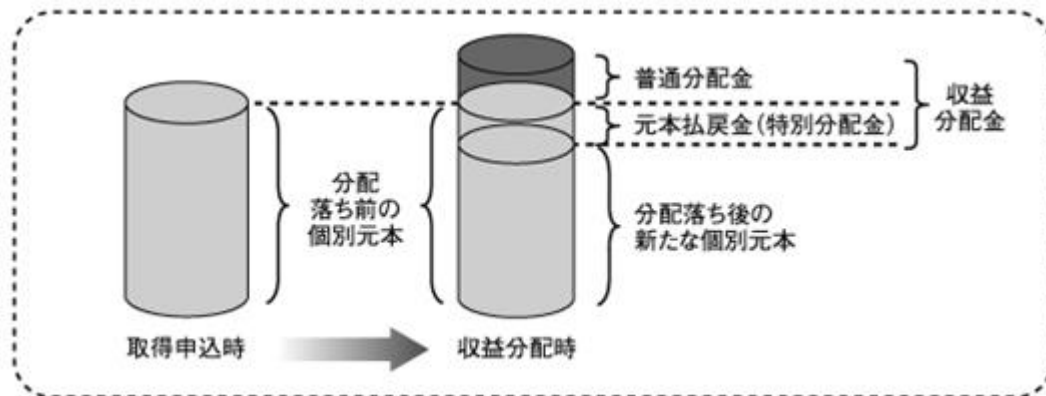 普通分配金
収益
分配金
元本払戻金(特別分配金)
分配
落ち前の
個別元本
分配落ち後の
新たな個別元本
取得申込時
収益分配時